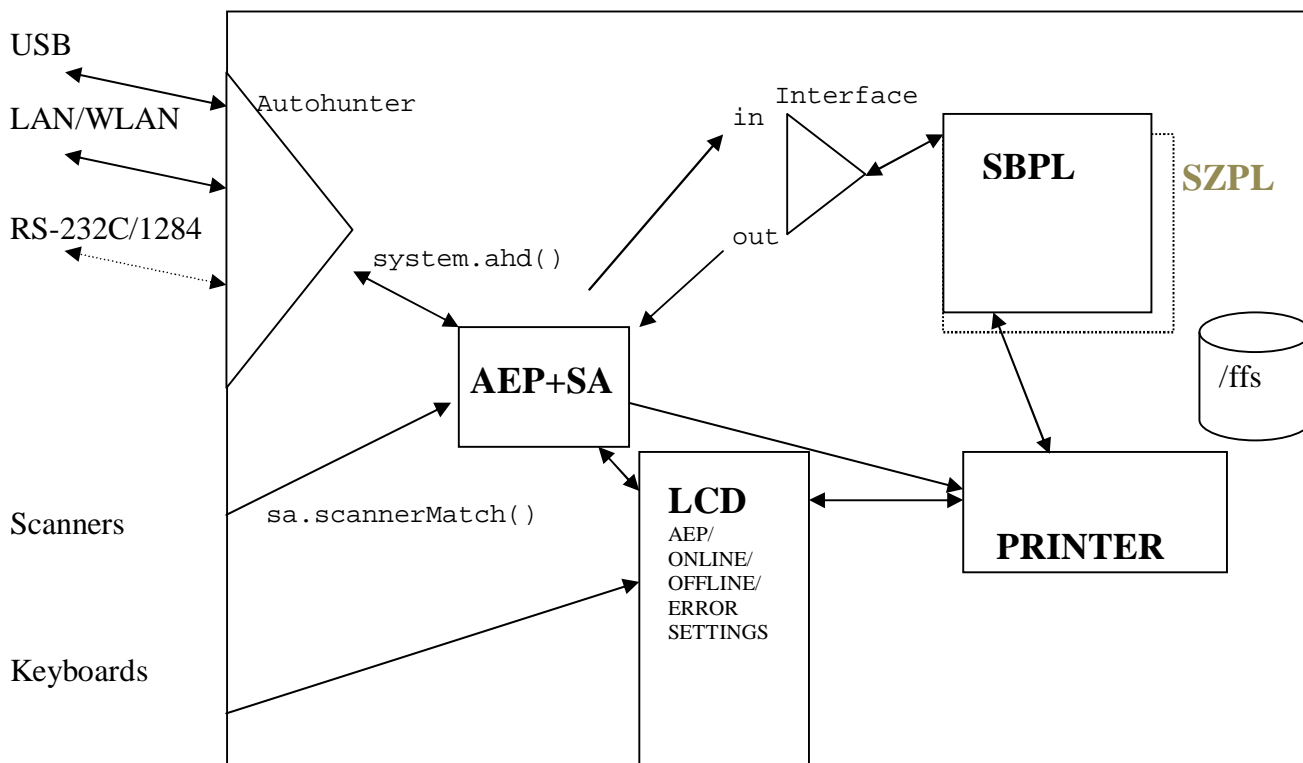 USB
Autohunter
LAN/WLAN
RS-232C/1284
system.ahd()
Interface
in
out
SBPL
SZPL
AEP+SA
/ffs
Scanners
sa.scannerMatch()
LCD
AEP/
ONLINE/
OFFLINE/
ERROR
SETTINGS
PRINTER
Keyboards